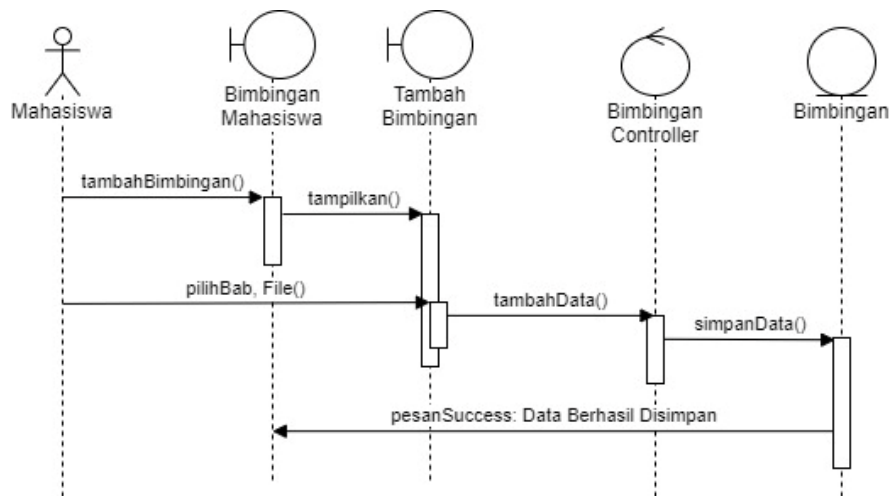 Mahasiswa
Bimbingan
Mahasiswa
Tambah
Bimbingan
Bimbingan
Controller
Bimbingan
tambahBimbingan()
tampilkan()
pilihBab, File()
tambahData()
simpanData()
pesanSuccess: Data Berhasil Disimpan